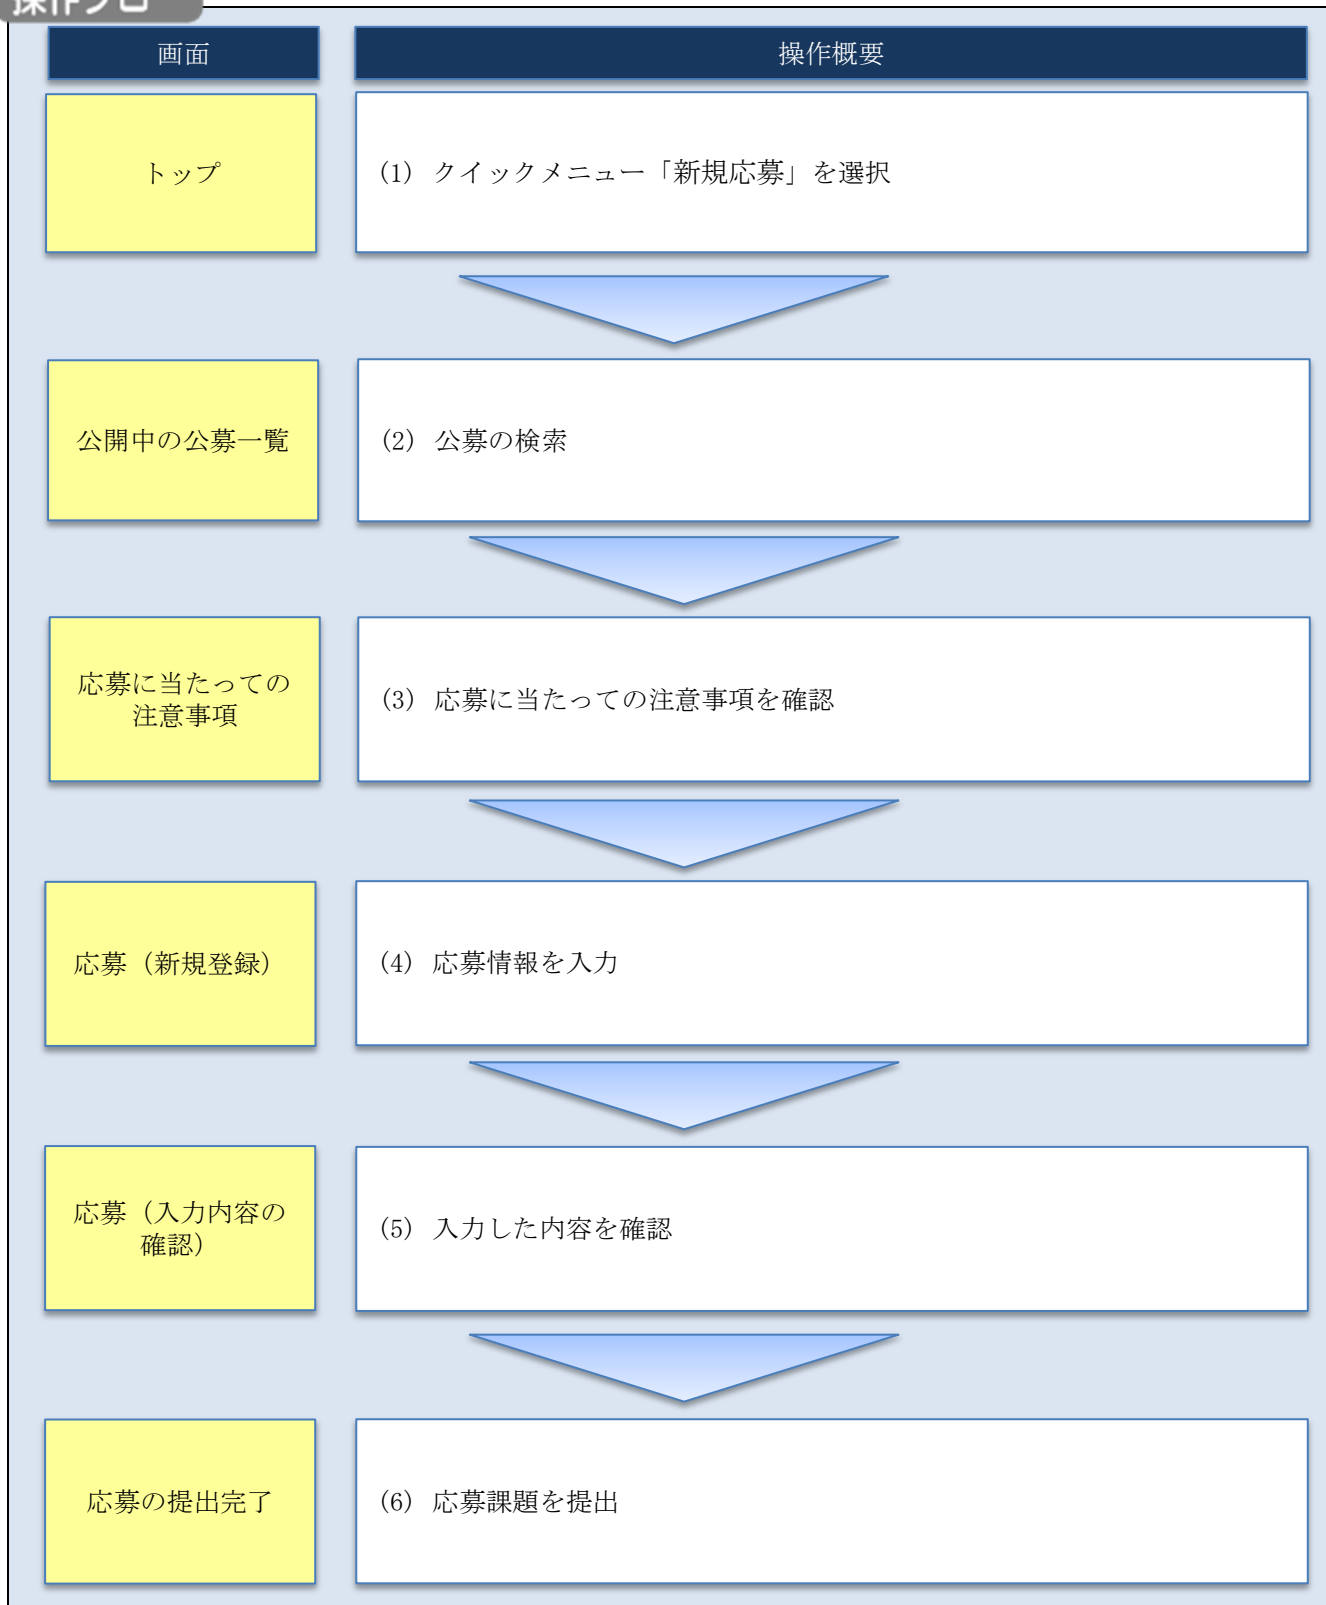 操作フロー
画面
操作概要
トップ
(1) クイックメニュー「新規応募」を選択
公開中の公募一覧
(2) 公募の検索
応募に当たっての
注意事項
(3) 応募に当たっての注意事項を確認
応募（新規登録）
(4) 応募情報を入力
応募（入力内容の
確認）
(5) 入力した内容を確認
応募の提出完了
(6) 応募課題を提出